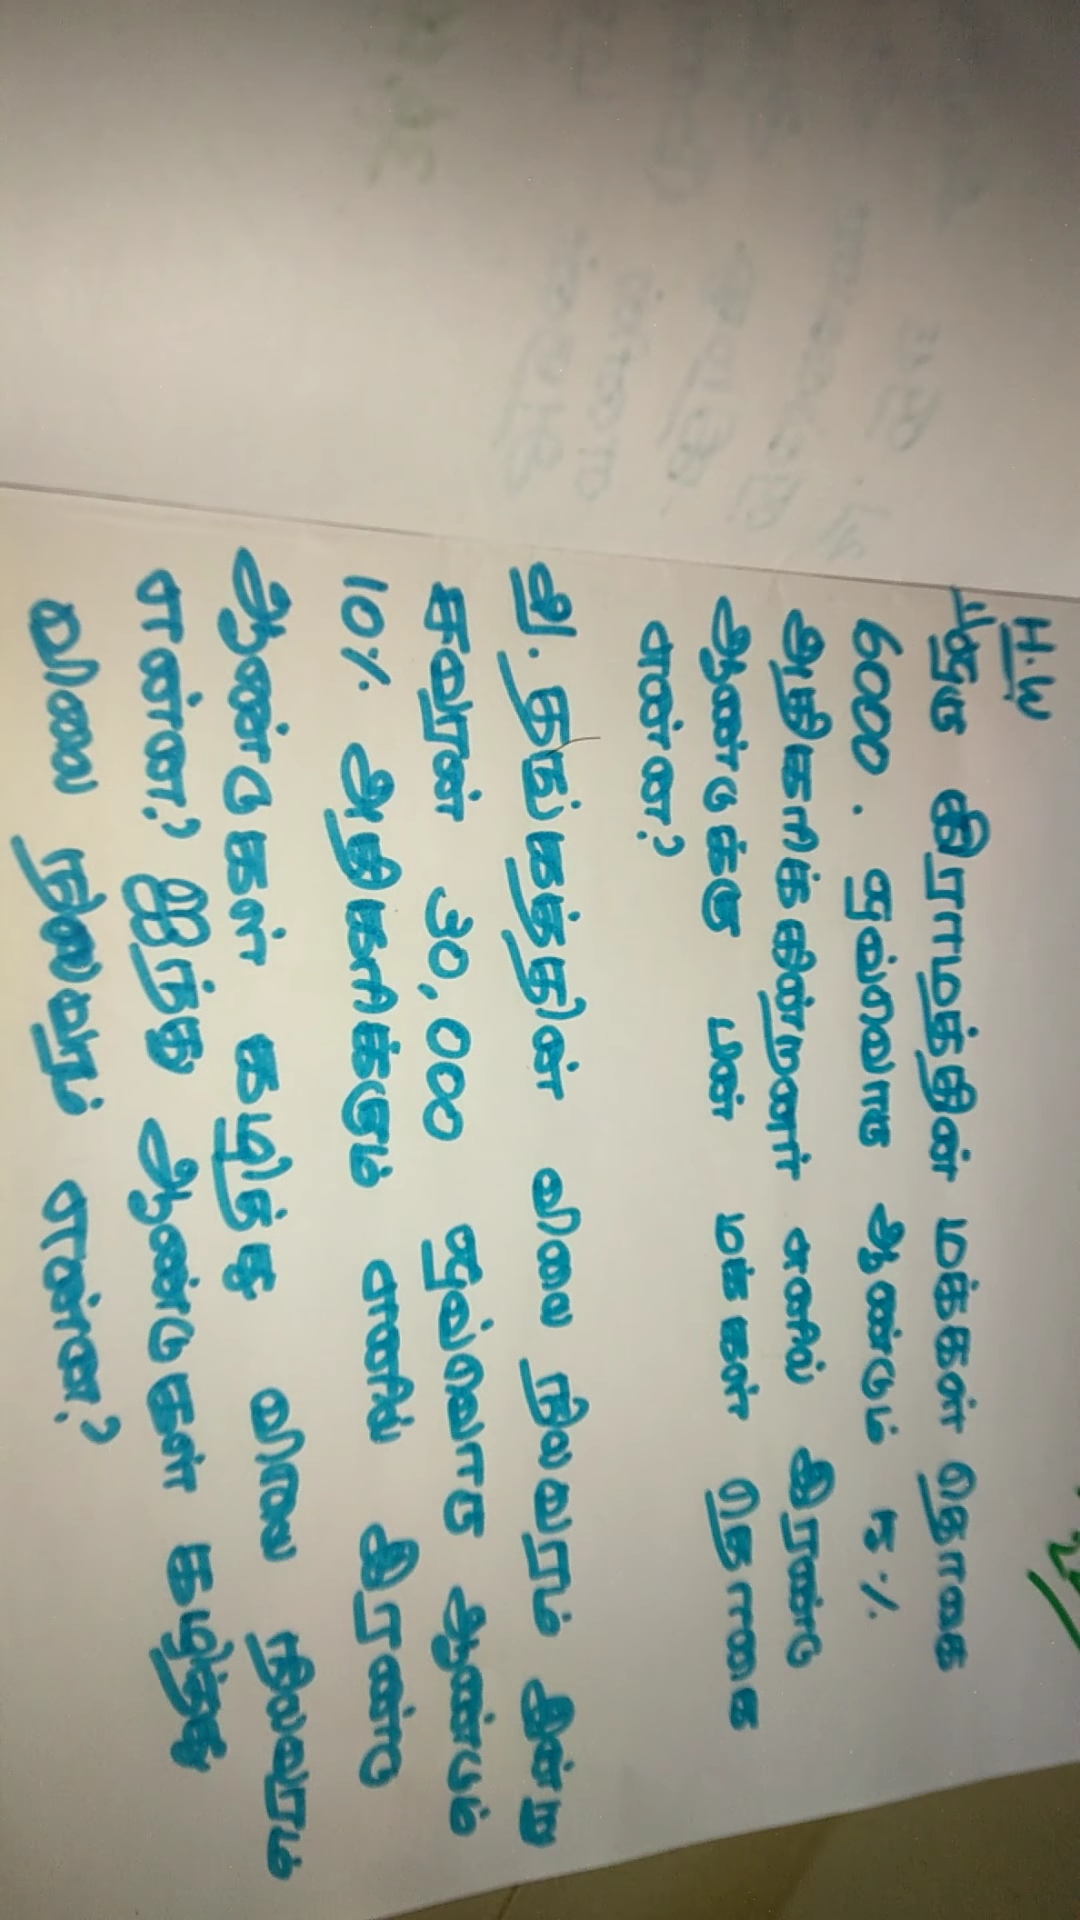 H.W
ஒரு கிராமத்தின் மக்கள் தொகை
6000. ஒவ்வொரு ஆண்டும் 5%
அதிகரிக்கின்றனர் எனில் இரண்டு
ஆண்டுக்கு பின் மக்கள் தொகை
என்ன?
2. தங்கத்தின் விலை நிலவரம் இன்று
சவரன் 30,000 ஒவ்வொரு ஆண்டும்
10% அதிகரிக்கும் எனில் இரண்டு
ஆண்டுகள் கழித்து விலை நிலவரம்
என்ன? ஐந்து ஆண்டுகள் கழித்து
விலை நிலவரம் என்ன?